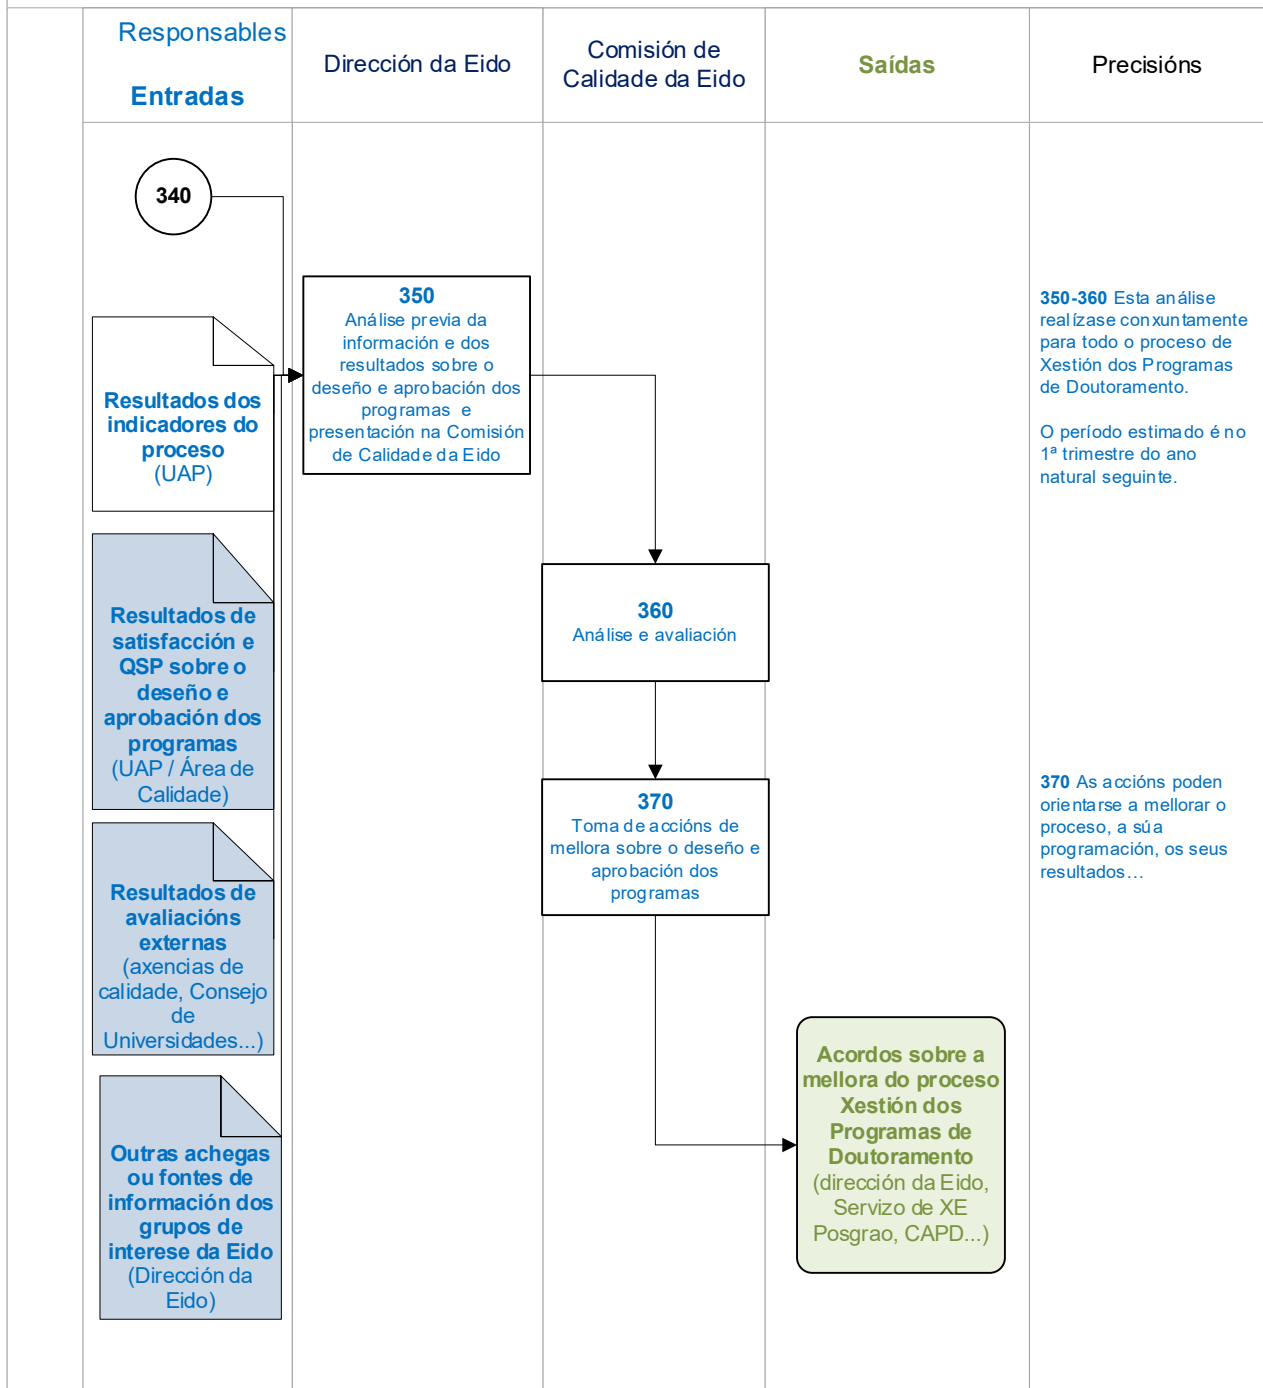 Responsables
Entradas
Dirección da Eido
Comisión de
Calidade da Eido
Saídas
Precisións
340
Resultados dos
indicadores do
proceso
(UAP)
Resultados de
satisfacción e
QSP sobre o
deseño e
aprobación dos
programas
(UAP / Área de
Calidade)
Resultados de
avaliacións
externas
(axencias de
calidade, Consejo
de
Universidades...)
Outras achegas
ou fontes de
información dos
grupos de
interese da Eido
(Dirección da
Eido)
350
Análise previa da
información e dos
resultados sobre o
deseño e aprobación dos
programas e
presentación na Comisión
de Calidade da Eido
360
Análise e avaliación
370
Toma de accións de
mellora sobre o deseño e
aprobación dos
programas
Acordos sobre a
mellora do proceso
Xestión dos
Programas de
Doutoramento
(dirección da Eido,
Servizo de XE
Posgrao, CAPD...)
350-360 Esta análise
realízase conxuntamente
para todo o proceso de
Xestión dos Programas
de Doutoramento.
O período estimado é no
1ª trimestre do ano
natural seguinte.
370 As accións poden
orientarse a mellorar o
proceso, a súa
programación, os seus
resultados…